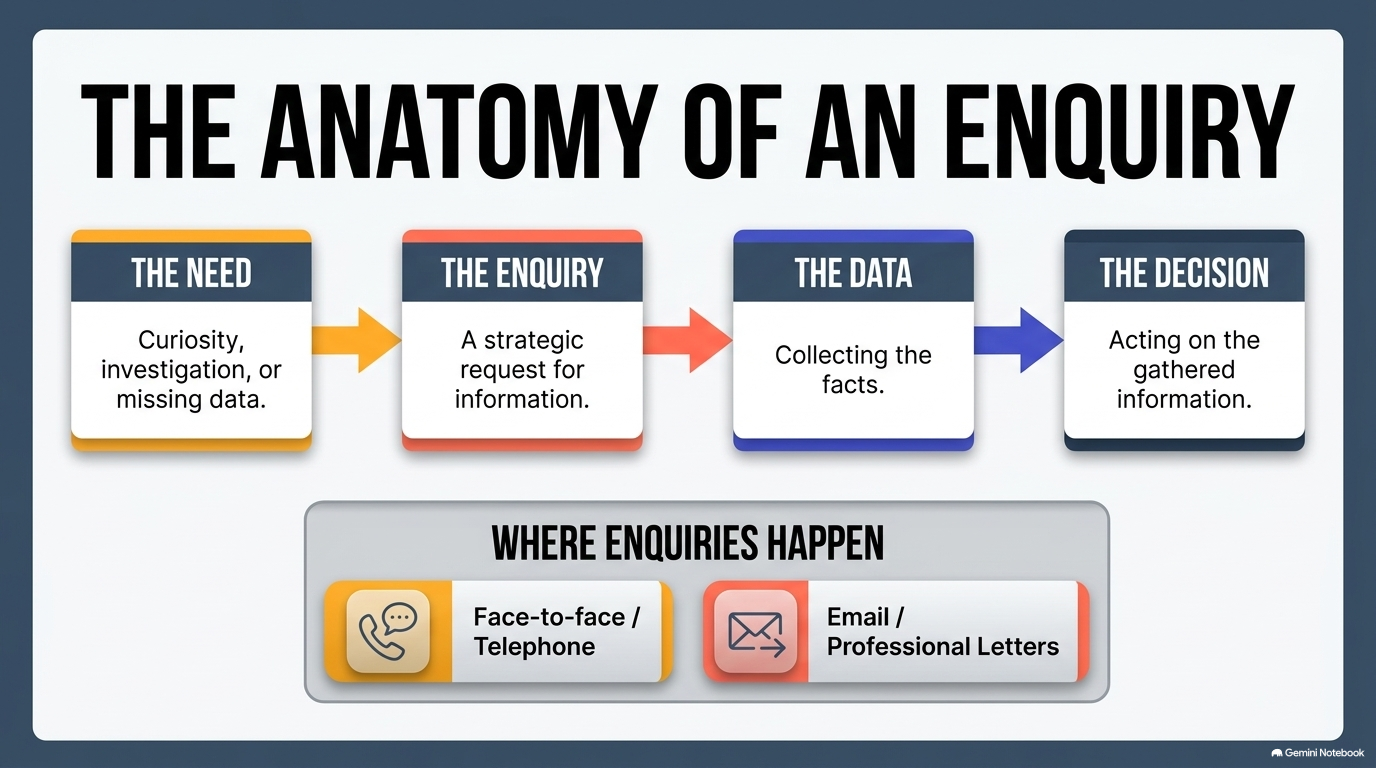 THE ANATOMY OF AN ENQUIRY
THE NEED
Curiosity,
investigation, or
missing data.
THE ENQUIRY
A strategic
request for
information.
THE DATA
Collecting the
facts.
THE DECISION
Acting on the
gathered
information.
WHERE ENQUIRIES HAPPEN
Face-to-face /
Telephone
Email /
Professional Letters
Gemini Notebook